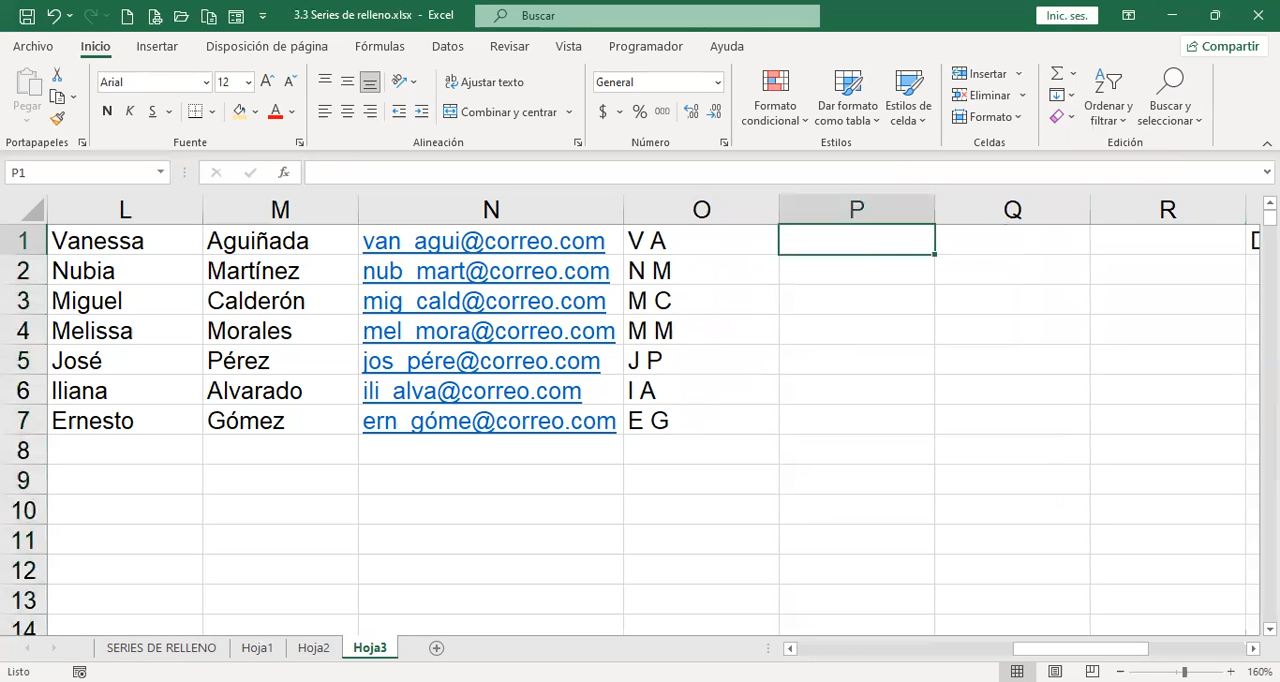 3.3 Series de relleno.xlsx - Excel
Buscar
Inic. ses.
Archivo Inicio Insertar Disposición de página Fórmulas Datos Revisar Vista Programador Ayuda Compartir
Pegar
Portapapeles
Arial 12
N K S
Fuente
Ajustar texto
Combinar y centrar
Alineación
General
$ % 000
Número
Formato condicional
Dar formato como tabla
Estilos de celda
Estilos
Insertar
Eliminar
Formato
Celdas
Ordenar y filtrar
Buscar y seleccionar
Edición
P1 fx
L M N O P Q R
1 Vanessa Aguiñada van_agui@correo.com V A
2 Nubia Martínez nub_mart@correo.com N M
3 Miguel Calderón mig_cald@correo.com M C
4 Melissa Morales mel_mora@correo.com M M
5 José Pérez jos_pére@correo.com J P
6 Iliana Alvarado ili_alva@correo.com I A
7 Ernesto Gómez ern_góme@correo.com E G
8
9
10
11
12
13
14
SERIES DE RELLENO Hoja1 Hoja2 Hoja3
Listo 160%